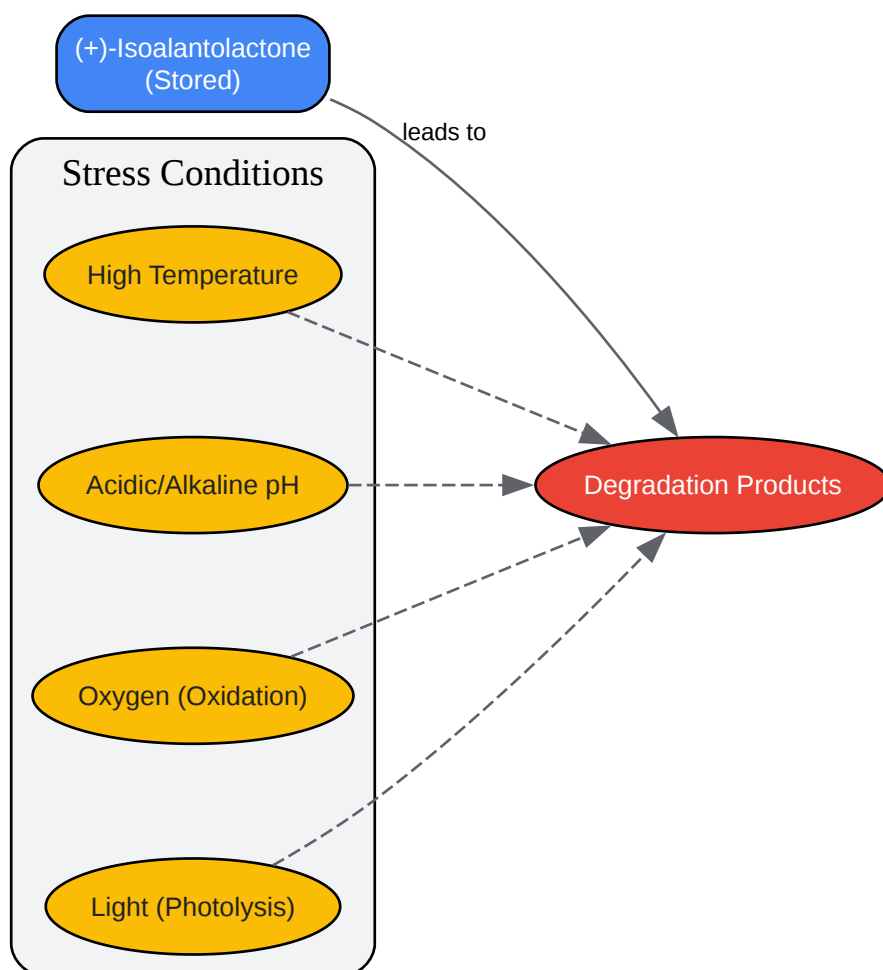 (+)-Isoalantolactone
(Stored)
leads to
Stress Conditions
High Temperature
Acidic/Alkaline pH
Degradation Products
Oxygen (Oxidation)
Light (Photolysis)